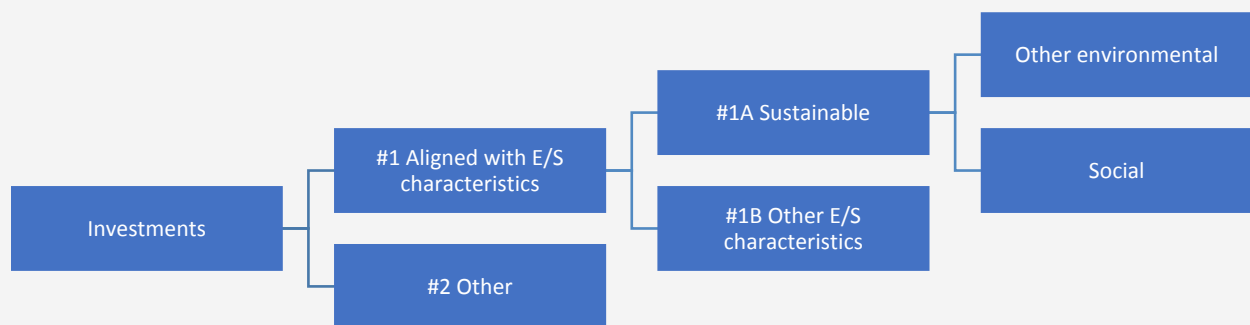 Investments
#1 Aligned with E/S
characteristics
#2 Other
#1A Sustainable
#1B Other E/S
characteristics
Other environmental
Social